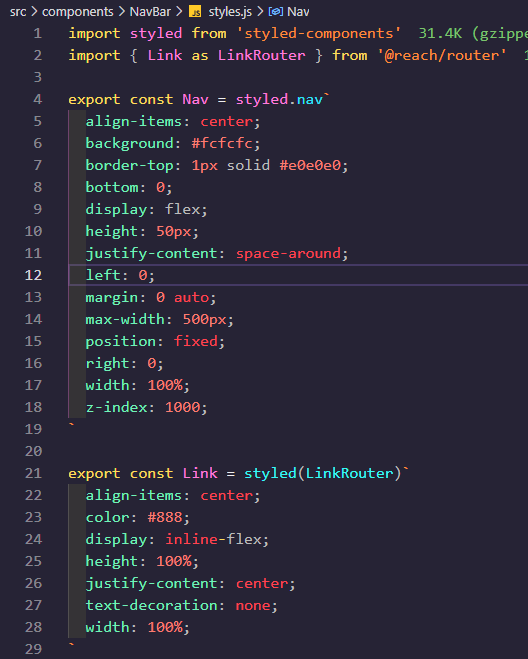 src > components > NavBar > JS styles.js > Nav
1 import styled from 'styled-components' 31.4K (gzippe
2 import { Link as LinkRouter } from '@reach/router' 1
3
4 export const Nav = styled.nav`
5 align-items: center;
6 background: #fcfcfc;
7 border-top: 1px solid #e0e0e0;
8 bottom: 0;
9 display: flex;
10 height: 50px;
11 justify-content: space-around;
12 left: 0;
13 margin: 0 auto;
14 max-width: 500px;
15 position: fixed;
16 right: 0;
17 width: 100%;
18 z-index: 1000;
19 `
20
21 export const Link = styled(LinkRouter)`
22 align-items: center;
23 color: #888;
24 display: inline-flex;
25 height: 100%;
26 justify-content: center;
27 text-decoration: none;
28 width: 100%;
29 `